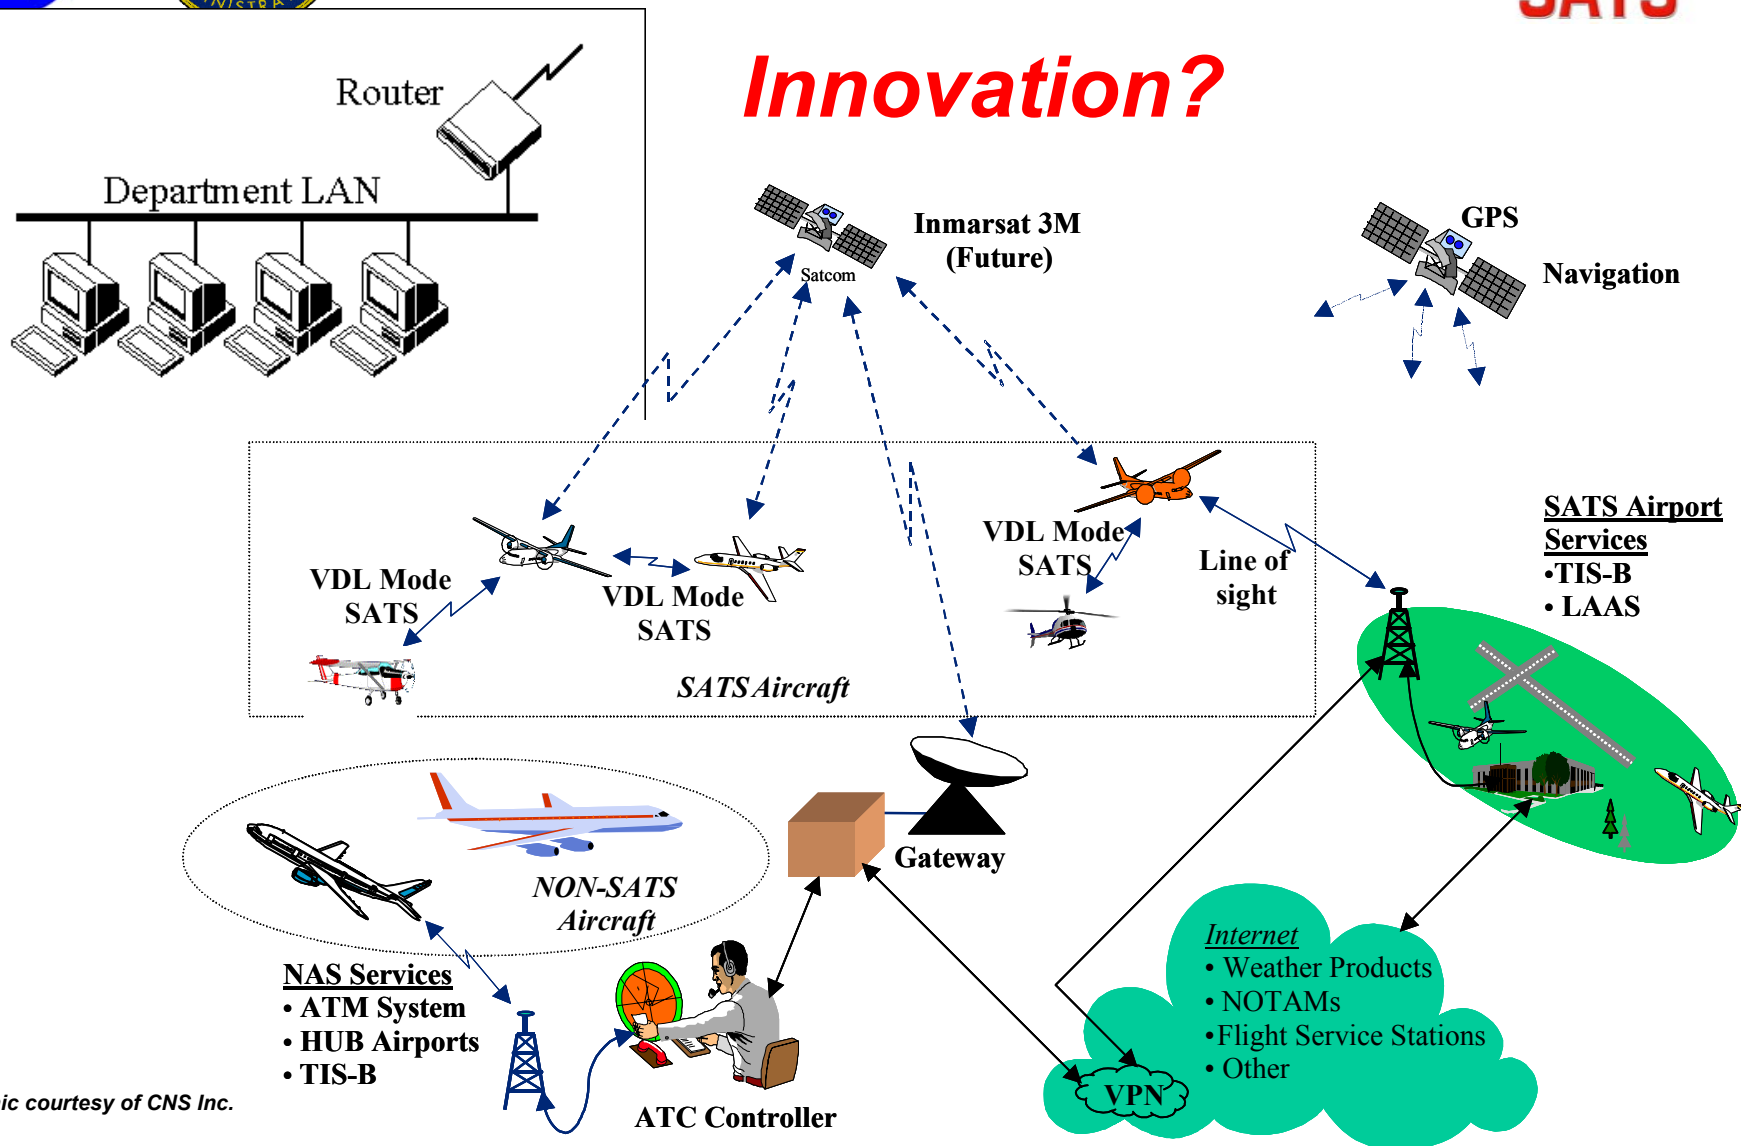 SATS
Innovation?
Router
Department LAN
Inmarsat 3M
(Future)
Satcom
GPS
Navigation
SATS Airport
Services
•TIS-B
• LAAS
VDL Mode
SATS
VDL Mode
SATS
VDL Mode
SATS
Line of
sight
SATS Aircraft
NON-SATS
Aircraft
Gateway
NAS Services
• ATM System
• HUB Airports
• TIS-B
ATC Controller
Internet
• Weather Products
• NOTAMs
•Flight Service Stations
• Other
VPN
courtesy of CNS Inc.